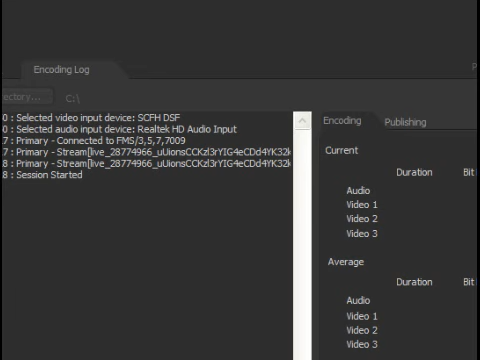 Encoding Log
C:\
0 : Selected video input device: SCFH DSF
0 : Selected audio input device: Realtek HD Audio Input
7 : Primary - Connected to FMS/3,5,7,7009
7 : Primary - Stream[live_28774966_uUionsCCKzl3rYIG4eCDd4YK32k
8 : Primary - Stream[live_28774966_uUionsCCKzl3rYIG4eCDd4YK32k
8 : Session Started
Encoding
Publishing
Current
Duration Bit
Audio
Video 1
Video 2
Video 3
Average
Duration Bit
Audio
Video 1
Video 2
Video 3